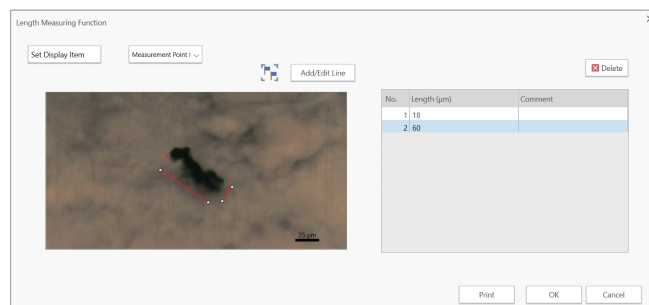 Length Measuring Function
Set Display Item
Measurement Point I
Add/Edit Line
Delete
No. Length (μm) Comment
1 18
2 60
25 μm
Print OK Cancel